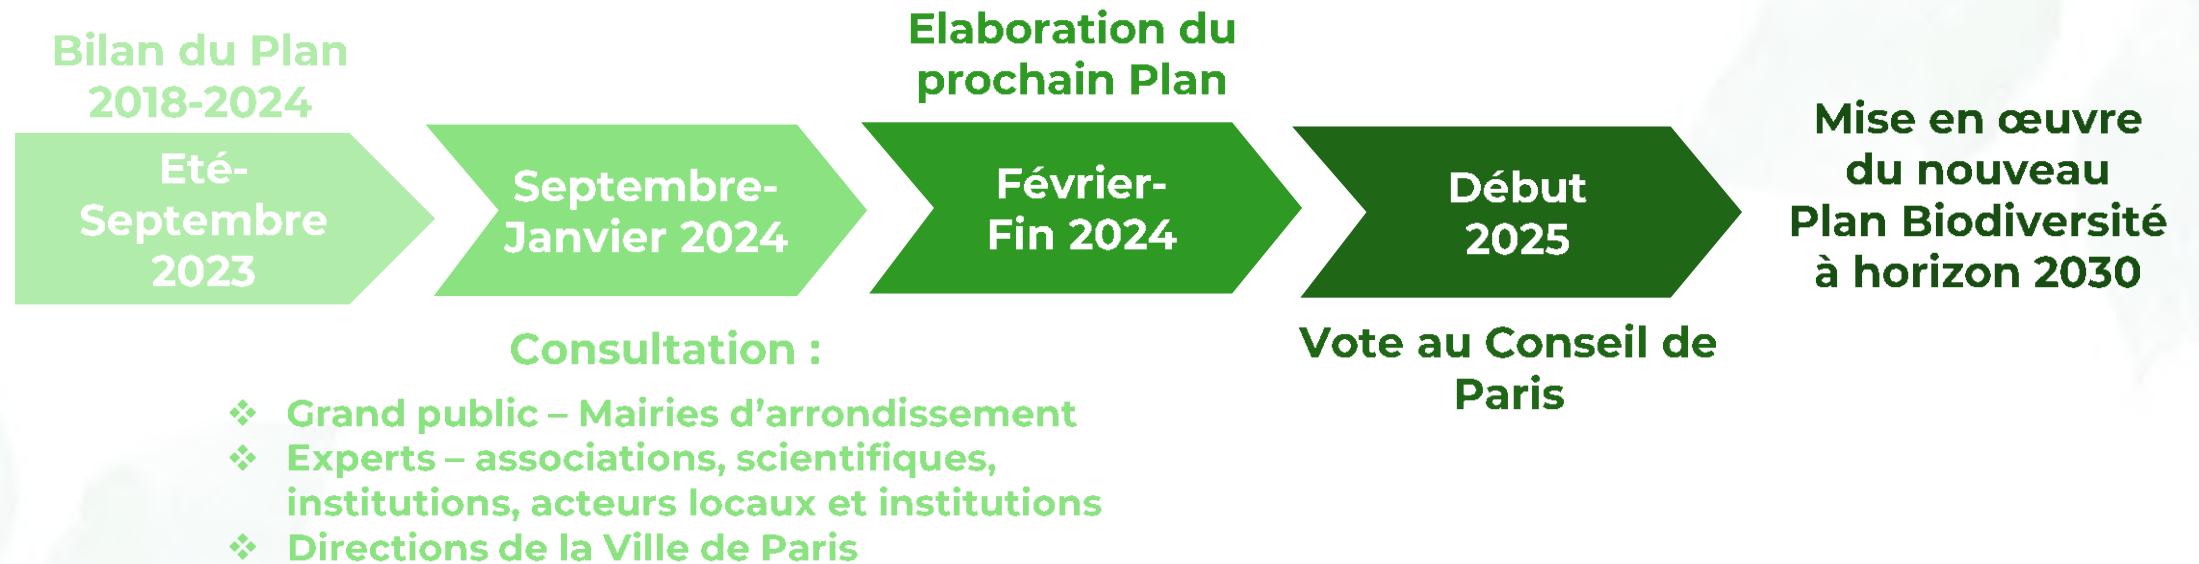 Bilan du Plan
2018-2024
Eté-
Septembre
2023
Septembre-
Janvier 2024
Consultation :
❖ Grand public – Mairies d’arrondissement
❖ Experts – associations, scientifiques,
institutions, acteurs locaux et institutions
❖ Directions de la Ville de Paris
Elaboration du
prochain Plan
Février-
Fin 2024
Début
2025
Vote au Conseil de
Paris
Mise en œuvre
du nouveau
Plan Biodiversité
à horizon 2030